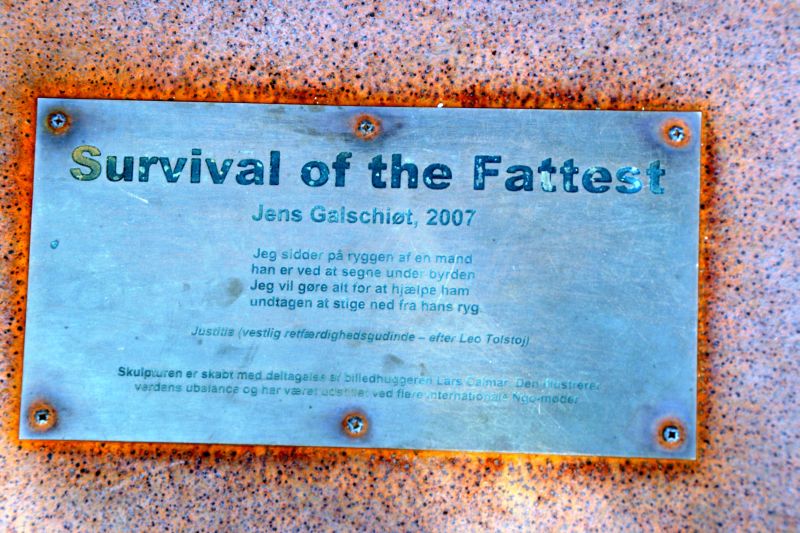 Survival of the Fattest
Jens Galschiøt, 2007
Jeg sidder på ryggen af en mand
han er ved at segne under byrden
Jeg vil gøre alt for at hjælpe ham
undtagen at stige ned fra hans ryg.
Justitia (vestlig retfærdighedsgudinde – efter Leo Tolstoj)
Skulpturen er skabt med deltagelse af billedhuggeren Lars Calmar. Den illustrerer
verdens ubalance og har været udstillet ved flere internationale Ngo-møder